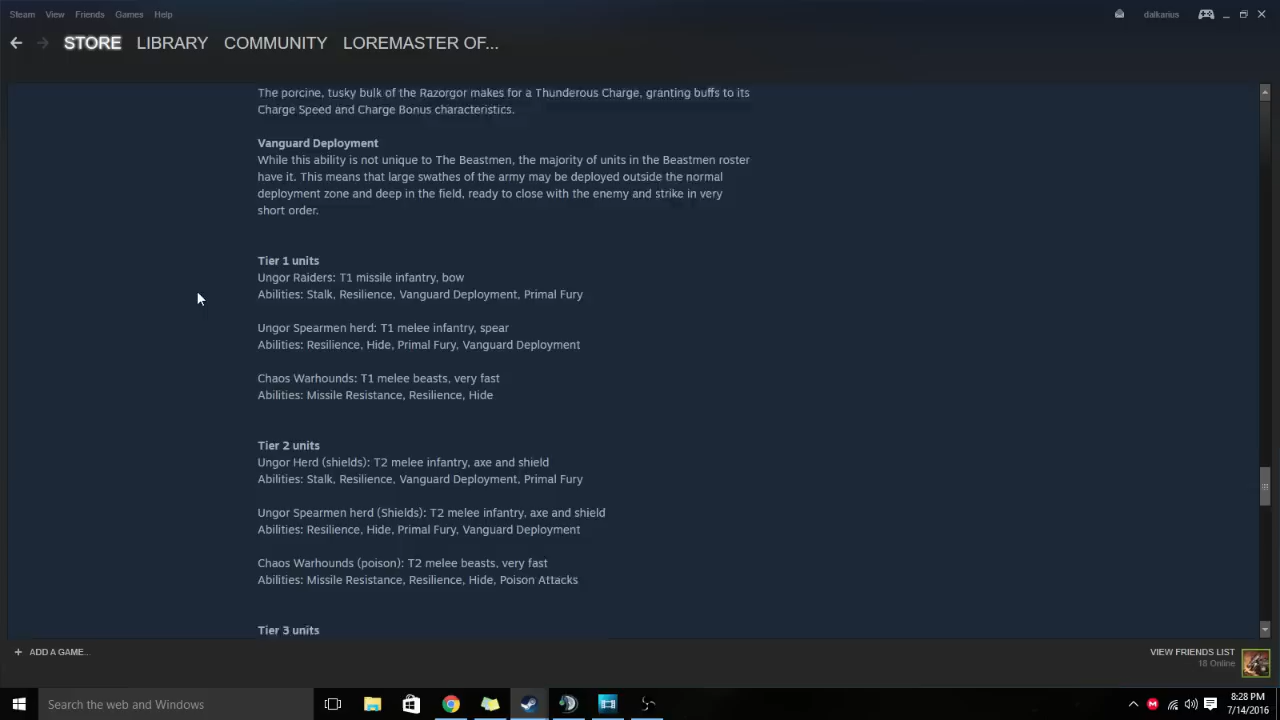 Steam View Friends Games Help
dalkarius
STORE LIBRARY COMMUNITY LOREMASTER OF...
The porcine, tusky bulk of the Razorgor makes for a Thunderous Charge, granting buffs to its
Charge Speed and Charge Bonus characteristics.
Vanguard Deployment
While this ability is not unique to The Beastmen, the majority of units in the Beastmen roster
have it. This means that large swathes of the army may be deployed outside the normal
deployment zone and deep in the field, ready to close with the enemy and strike in very
short order.
Tier 1 units
Ungor Raiders: T1 missile infantry, bow
Abilities: Stalk, Resilience, Vanguard Deployment, Primal Fury
Ungor Spearmen herd: T1 melee infantry, spear
Abilities: Resilience, Hide, Primal Fury, Vanguard Deployment
Chaos Warhounds: T1 melee beasts, very fast
Abilities: Missile Resistance, Resilience, Hide
Tier 2 units
Ungor Herd (shields): T2 melee infantry, axe and shield
Abilities: Stalk, Resilience, Vanguard Deployment, Primal Fury
Ungor Spearmen herd (Shields): T2 melee infantry, axe and shield
Abilities: Resilience, Hide, Primal Fury, Vanguard Deployment
Chaos Warhounds (poison): T2 melee beasts, very fast
Abilities: Missile Resistance, Resilience, Hide, Poison Attacks
Tier 3 units
+ ADD A GAME...
VIEW FRIENDS LIST
18 Online
Search the web and Windows
8:28 PM
7/14/2016